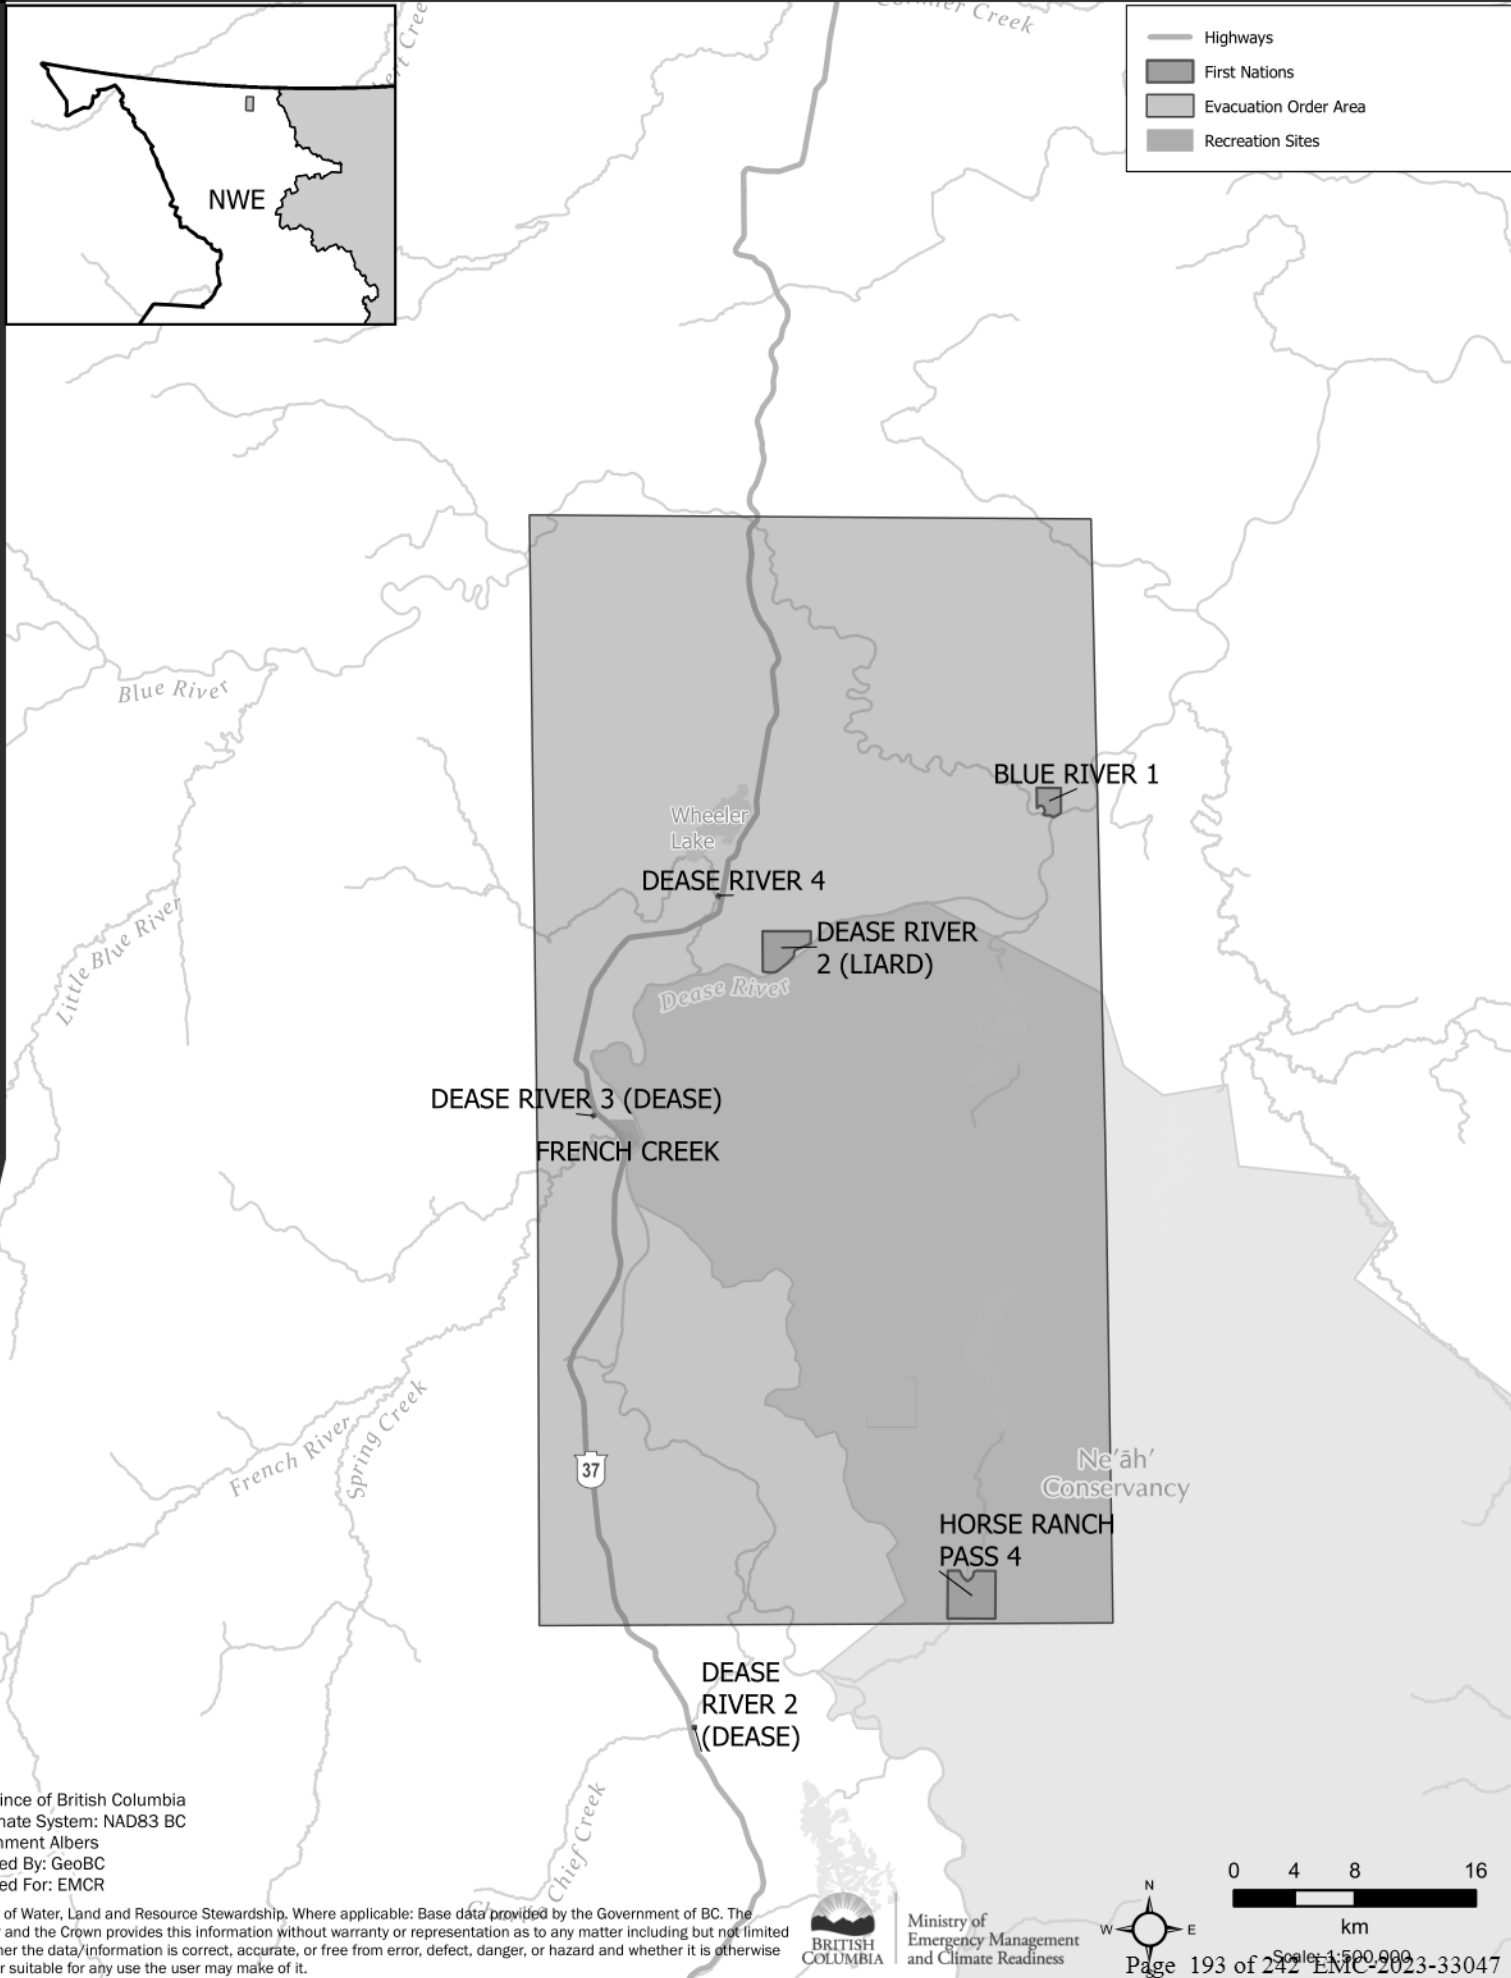 Cormier Creek
Highways
First Nations
Evacuation Order Area
Recreation Sites
NWE
Blue River
BLUE RIVER 1
Wheeler
Lake
DEASE RIVER 4
DEASE RIVER
2 (LIARD)
Little Blue River
Dease River
DEASE RIVER 3 (DEASE)
FRENCH CREEK
French River
Spring Creek
37
Ne'āh'
Conservancy
HORSE RANCH
PASS 4
DEASE
RIVER 2
(DEASE)
Chief Creek
ince of British Columbia
nate System: NAD83 BC
nment Albers
ed By: GeoBC
ed For: EMCR
of Water, Land and Resource Stewardship. Where applicable: Base data provided by the Government of BC. The
and the Crown provides this information without warranty or representation as to any matter including but not limited
er the data/information is correct, accurate, or free from error, defect, danger, or hazard and whether it is otherwise
r suitable for any use the user may make of it.
BRITISH
COLUMBIA
Ministry of
Emergency Management
and Climate Readiness
N
W E
0 4 8 16
km
Scale: 1:500,000
Page 193 of 242 EMC-2023-33047